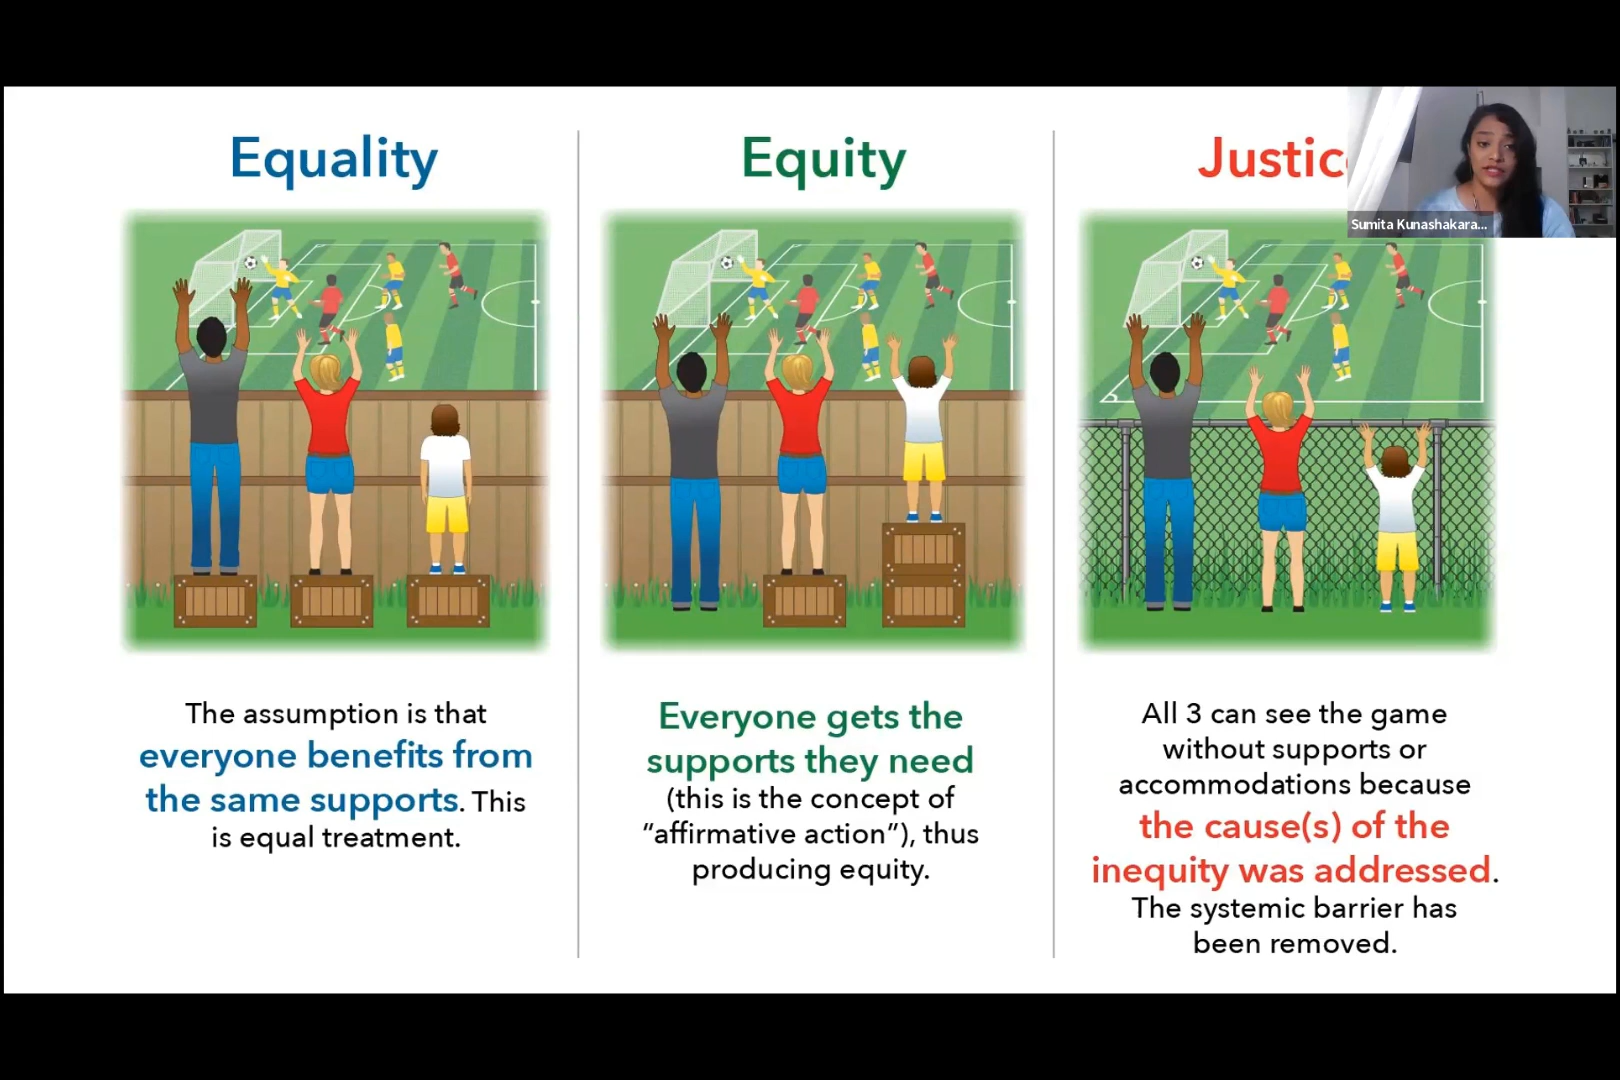 Equality
The assumption is that
everyone benefits from
the same supports. This
is equal treatment.
Equity
Everyone gets the
supports they need
(this is the concept of
“affirmative action”), thus
producing equity.
Justic
All 3 can see the game
without supports or
accommodations because
the cause(s) of the
inequity was addressed.
The systemic barrier has
been removed.
Sumita Kunashakara...